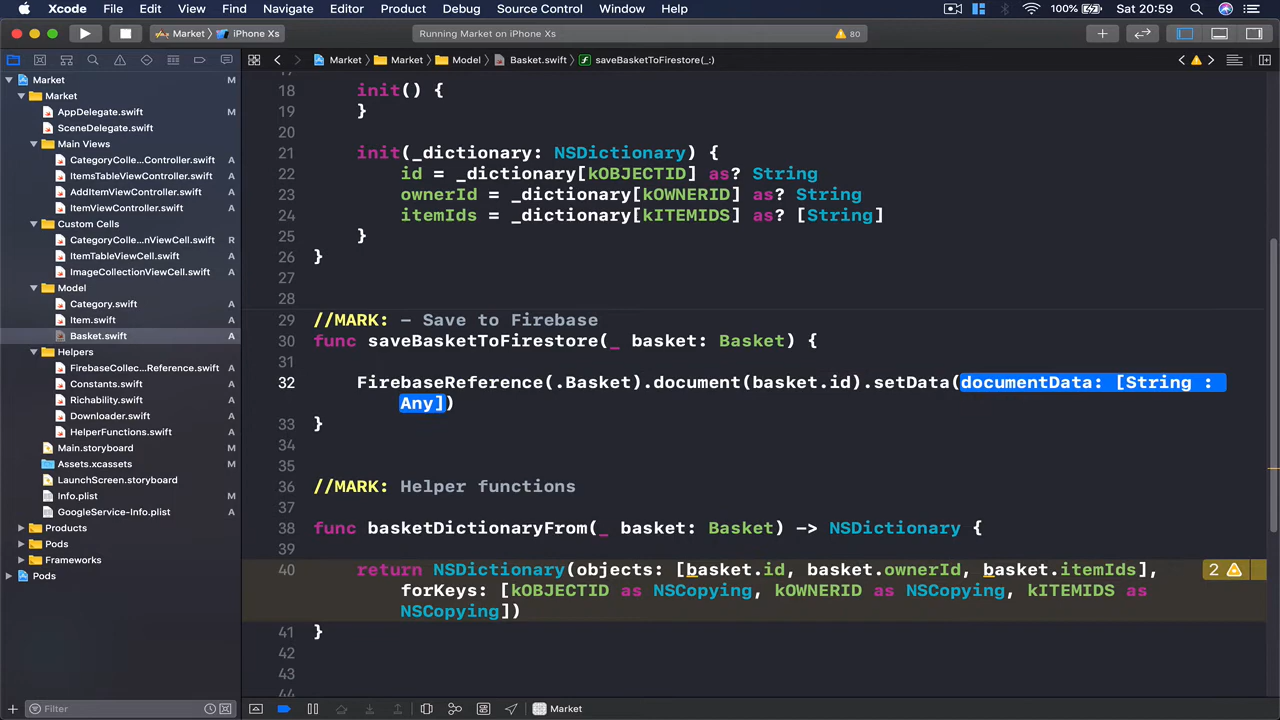 Xcode File Edit View Find Navigate Editor Product Debug Source Control Window Help 100% Sat 20:59
Market iPhone Xs Running Market on iPhone Xs 80
Market Market Model Basket.swift saveBasketToFirestore(_:)
Market M
Market
AppDelegate.swift M
SceneDelegate.swift A
Main Views
CategoryColle...Controller.swift A
ItemsTableViewController.swift A
AddItemViewController.swift A
ItemViewController.swift A
Custom Cells
CategoryColle...nViewCell.swift R
ItemTableViewCell.swift A
ImageCollectionViewCell.swift A
Model
Category.swift A
Item.swift A
Basket.swift A
Helpers
FirebaseCollec...Reference.swift A
Constants.swift A
Richability.swift A
Downloader.swift A
HelperFunctions.swift A
Main.storyboard M
Assets.xcassets M
LaunchScreen.storyboard
Info.plist M
GoogleService-Info.plist A
Products
Pods
Frameworks
Pods
Filter
18 init() {
19 }
20
21 init(_dictionary: NSDictionary) {
22 id = _dictionary[kOBJECTID] as? String
23 ownerId = _dictionary[kOWNERID] as? String
24 itemIds = _dictionary[kITEMIDS] as? [String]
25 }
26 }
27
28
29 //MARK: - Save to Firebase
30 func saveBasketToFirestore(_ basket: Basket) {
31
32 FirebaseReference(.Basket).document(basket.id).setData(documentData: [String :
Any])
33 }
34
35
36 //MARK: Helper functions
37
38 func basketDictionaryFrom(_ basket: Basket) -> NSDictionary {
39
40 return NSDictionary(objects: [basket.id, basket.ownerId, basket.itemIds], 2
forKeys: [kOBJECTID as NSCopying, kOWNERID as NSCopying, kITEMIDS as
NSCopying])
41 }
42
43
44
Market